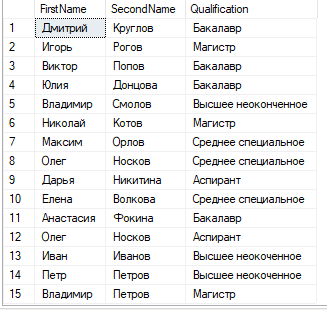 FirstName SecondName Qualification
1 Дмитрий Круглов Бакалавр
2 Игорь Рогов Магистр
3 Виктор Попов Бакалавр
4 Юлия Донцова Бакалавр
5 Владимир Смолов Высшее неоконченное
6 Николай Котов Магистр
7 Максим Орлов Среднее специальное
8 Олег Носков Среднее специальное
9 Дарья Никитина Аспирант
10 Елена Волкова Среднее специальное
11 Анастасия Фокина Бакалавр
12 Олег Носков Аспирант
13 Иван Иванов Высшее неокоченное
14 Петр Петров Высшее неокоченное
15 Владимир Петров Магистр